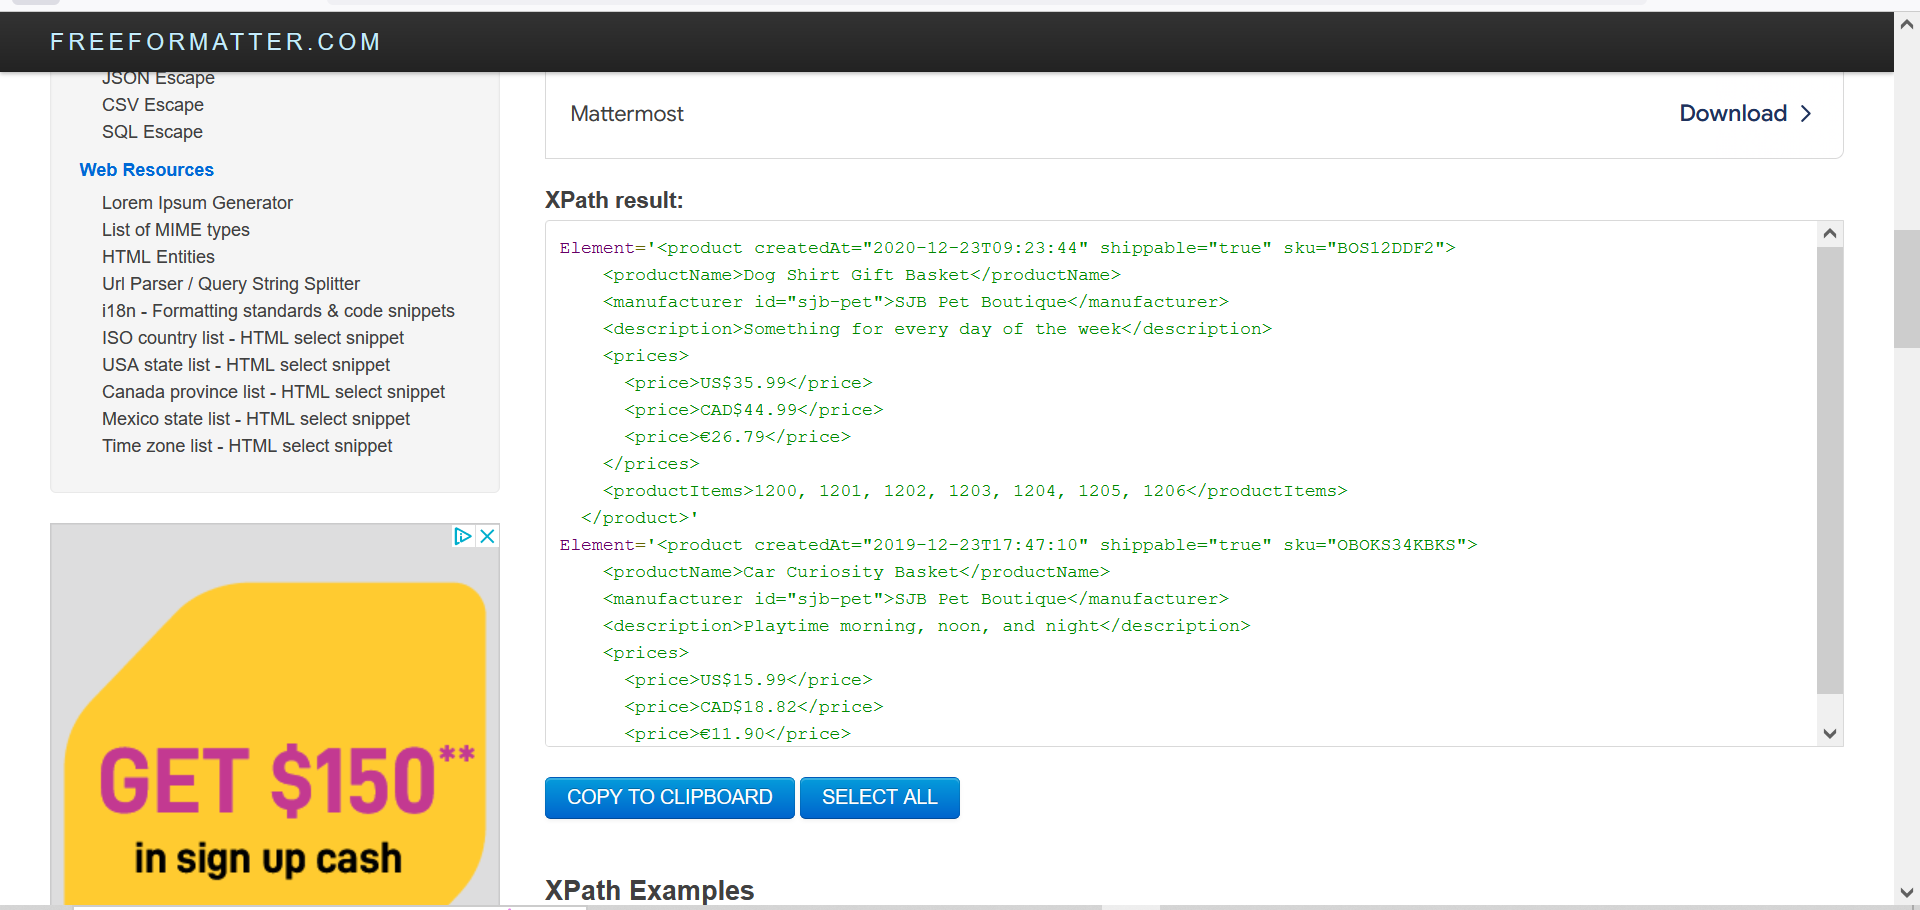 FREEFORMATTER.COM
JSON Escape
CSV Escape
SQL Escape
Web Resources
Lorem Ipsum Generator
List of MIME types
HTML Entities
Url Parser / Query String Splitter
i18n - Formatting standards & code snippets
ISO country list - HTML select snippet
USA state list - HTML select snippet
Canada province list - HTML select snippet
Mexico state list - HTML select snippet
Time zone list - HTML select snippet
GET $150**
in sign up cash
Mattermost
Download
XPath result:
Element='<product createdAt="2020-12-23T09:23:44" shippable="true" sku="BOS12DDF2">
    <productName>Dog Shirt Gift Basket</productName>
    <manufacturer id="sjb-pet">SJB Pet Boutique</manufacturer>
    <description>Something for every day of the week</description>
    <prices>
      <price>US$35.99</price>
      <price>CAD$44.99</price>
      <price>€26.79</price>
    </prices>
    <productItems>1200, 1201, 1202, 1203, 1204, 1205, 1206</productItems>
  </product>'
Element='<product createdAt="2019-12-23T17:47:10" shippable="true" sku="OBOKS34KBKS">
    <productName>Car Curiosity Basket</productName>
    <manufacturer id="sjb-pet">SJB Pet Boutique</manufacturer>
    <description>Playtime morning, noon, and night</description>
    <prices>
      <price>US$15.99</price>
      <price>CAD$18.82</price>
      <price>€11.90</price>
COPY TO CLIPBOARD
SELECT ALL
XPath Examples